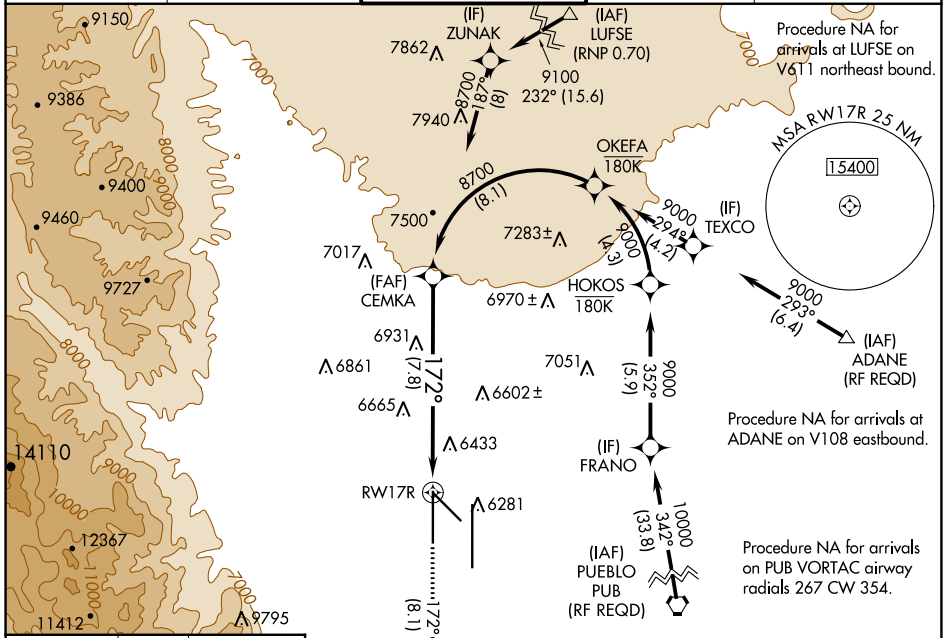 9150
9386
9400
9460
9727
8000
7000
7000
7862
(IF)
ZUNAK
(IAF)
LUFSE
(RNP 0.70)
9100
232° (15.6)
8700
187°
(8)
7940
7000
Procedure NA for
arrivals at LUFSE on
V611 northeast bound.
MSA RW17R 25 NM
15400
OKEFA
180K
8700
(8.1)
7500
7283±
7017
(FAF)
CEMKA
9000
(4.3)
9000
294°
(4.2)
(IF)
TEXCO
HOKOS
180K
6970±
9000
293°
(6.4)
(IAF)
ADANE
(RF REQD)
6931
6861
172°
(7.8)
7051
6602±
6665
6433
9000
352°
(5.9)
(IF)
FRANO
Procedure NA for arrivals at
ADANE on V108 eastbound.
RW17R
6281
10000
342°
(33.8)
(IAF)
PUEBLO
PUB
(RF REQD)
Procedure NA for arrivals
on PUB VORTAC airway
radials 267 CW 354.
172°
(8.1)
8000
14110
9000
10000
12367
11000
11412
7000
9795